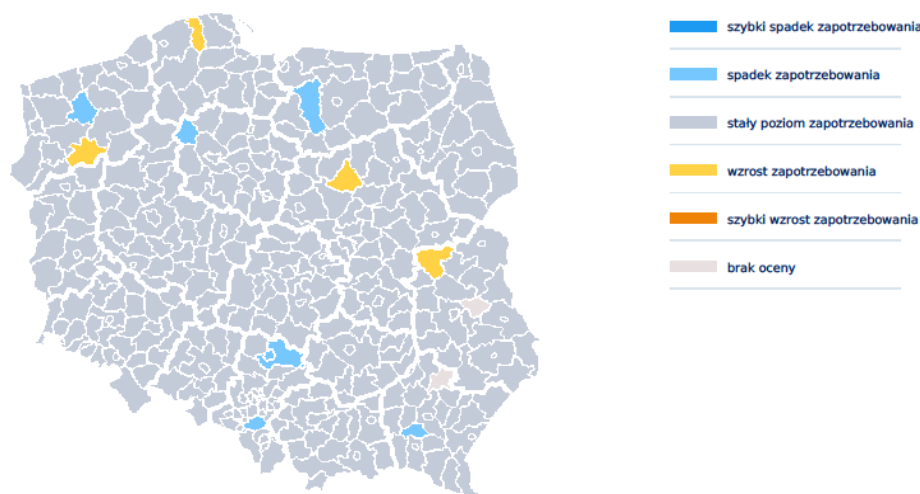 szybki spadek zapotrzebowania
spadek zapotrzebowania
stały poziom zapotrzebowania
wzrost zapotrzebowania
szybki wzrost zapotrzebowania
brak oceny